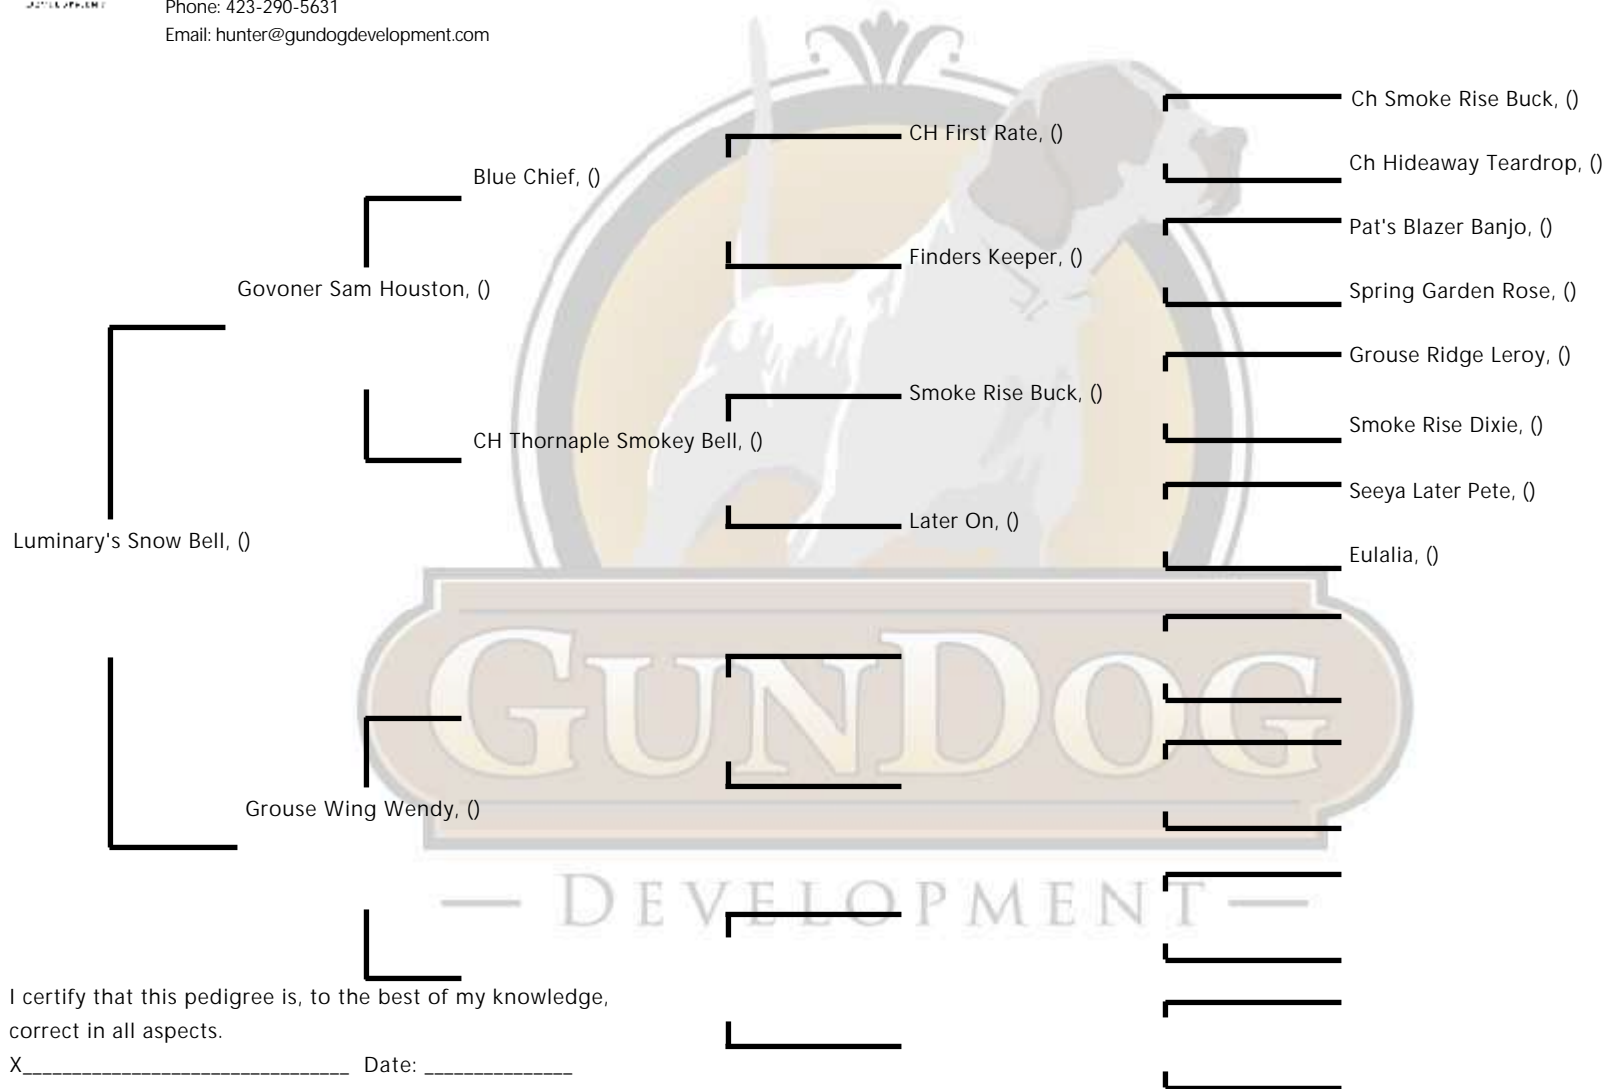 Phone: 423-290-5631
Email: hunter@gundogdevelopment.com
Ch Smoke Rise Buck, ()
CH First Rate, ()
Ch Hideaway Teardrop, ()
Blue Chief, ()
Pat's Blazer Banjo, ()
Finders Keeper, ()
Govoner Sam Houston, ()
Spring Garden Rose, ()
Grouse Ridge Leroy, ()
Smoke Rise Buck, ()
Smoke Rise Dixie, ()
CH Thornaple Smokey Bell, ()
Seeya Later Pete, ()
Later On, ()
Luminary's Snow Bell, ()
Eulalia, ()
GUNDOG
Grouse Wing Wendy, ()
— DEVELOPMENT —
I certify that this pedigree is, to the best of my knowledge,
correct in all aspects.
X______________________________ Date: ______________